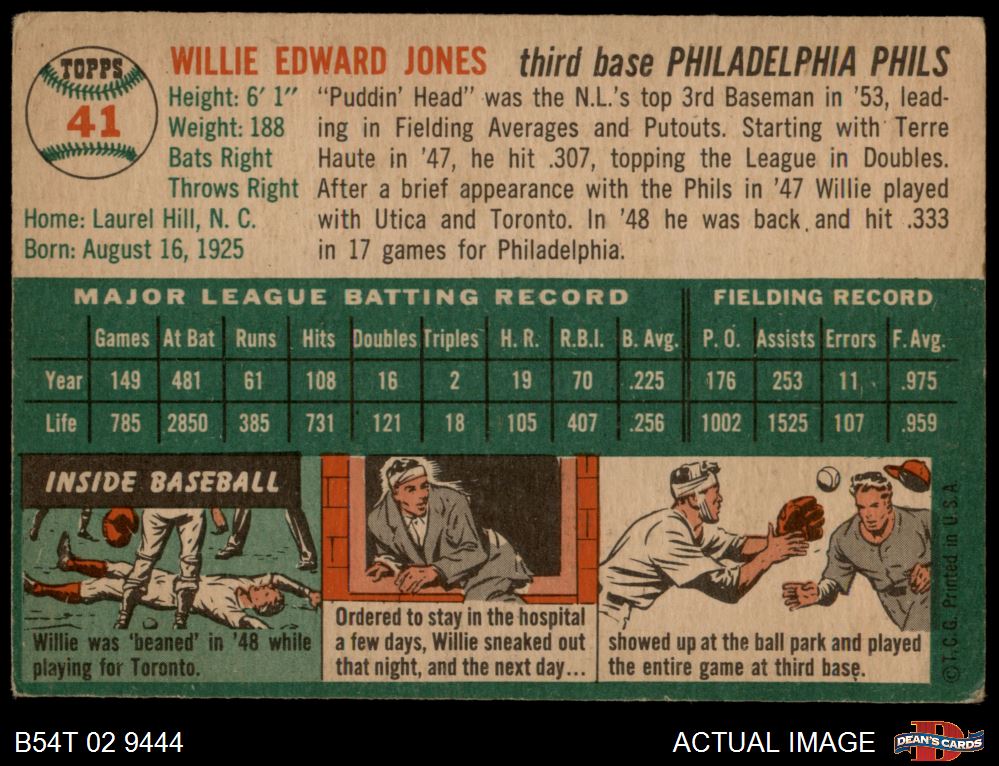 TOPPS
41
WILLIE EDWARD JONES third base PHILADELPHIA PHILS
Height: 6' 1"
Weight: 188
Bats Right
Throws Right
Home: Laurel Hill, N. C.
Born: August 16, 1925
"Puddin' Head" was the N.L.'s top 3rd Baseman in '53, lead-
ing in Fielding Averages and Putouts. Starting with Terre
Haute in '47, he hit .307, topping the League in Doubles.
After a brief appearance with the Phils in '47 Willie played
with Utica and Toronto. In '48 he was back and hit .333
in 17 games for Philadelphia.
MAJOR LEAGUE BATTING RECORD FIELDING RECORD
Games At Bat Runs Hits Doubles Triples H. R. R.B.I. B. Avg. P. O. Assists Errors F. Avg.
Year 149 481 61 108 16 2 19 70 .225 176 253 11 .975
Life 785 2850 385 731 121 18 105 407 .256 1002 1525 107 .959
INSIDE BASEBALL
Willie was 'beaned' in '48 while
playing for Toronto.
Ordered to stay in the hospital
a few days, Willie sneaked out
that night, and the next day...
showed up at the ball park and played
the entire game at third base.
©T.C.G. Printed in U.S.A.
B54T 02 9444
ACTUAL IMAGE
DEAN'S CARDS